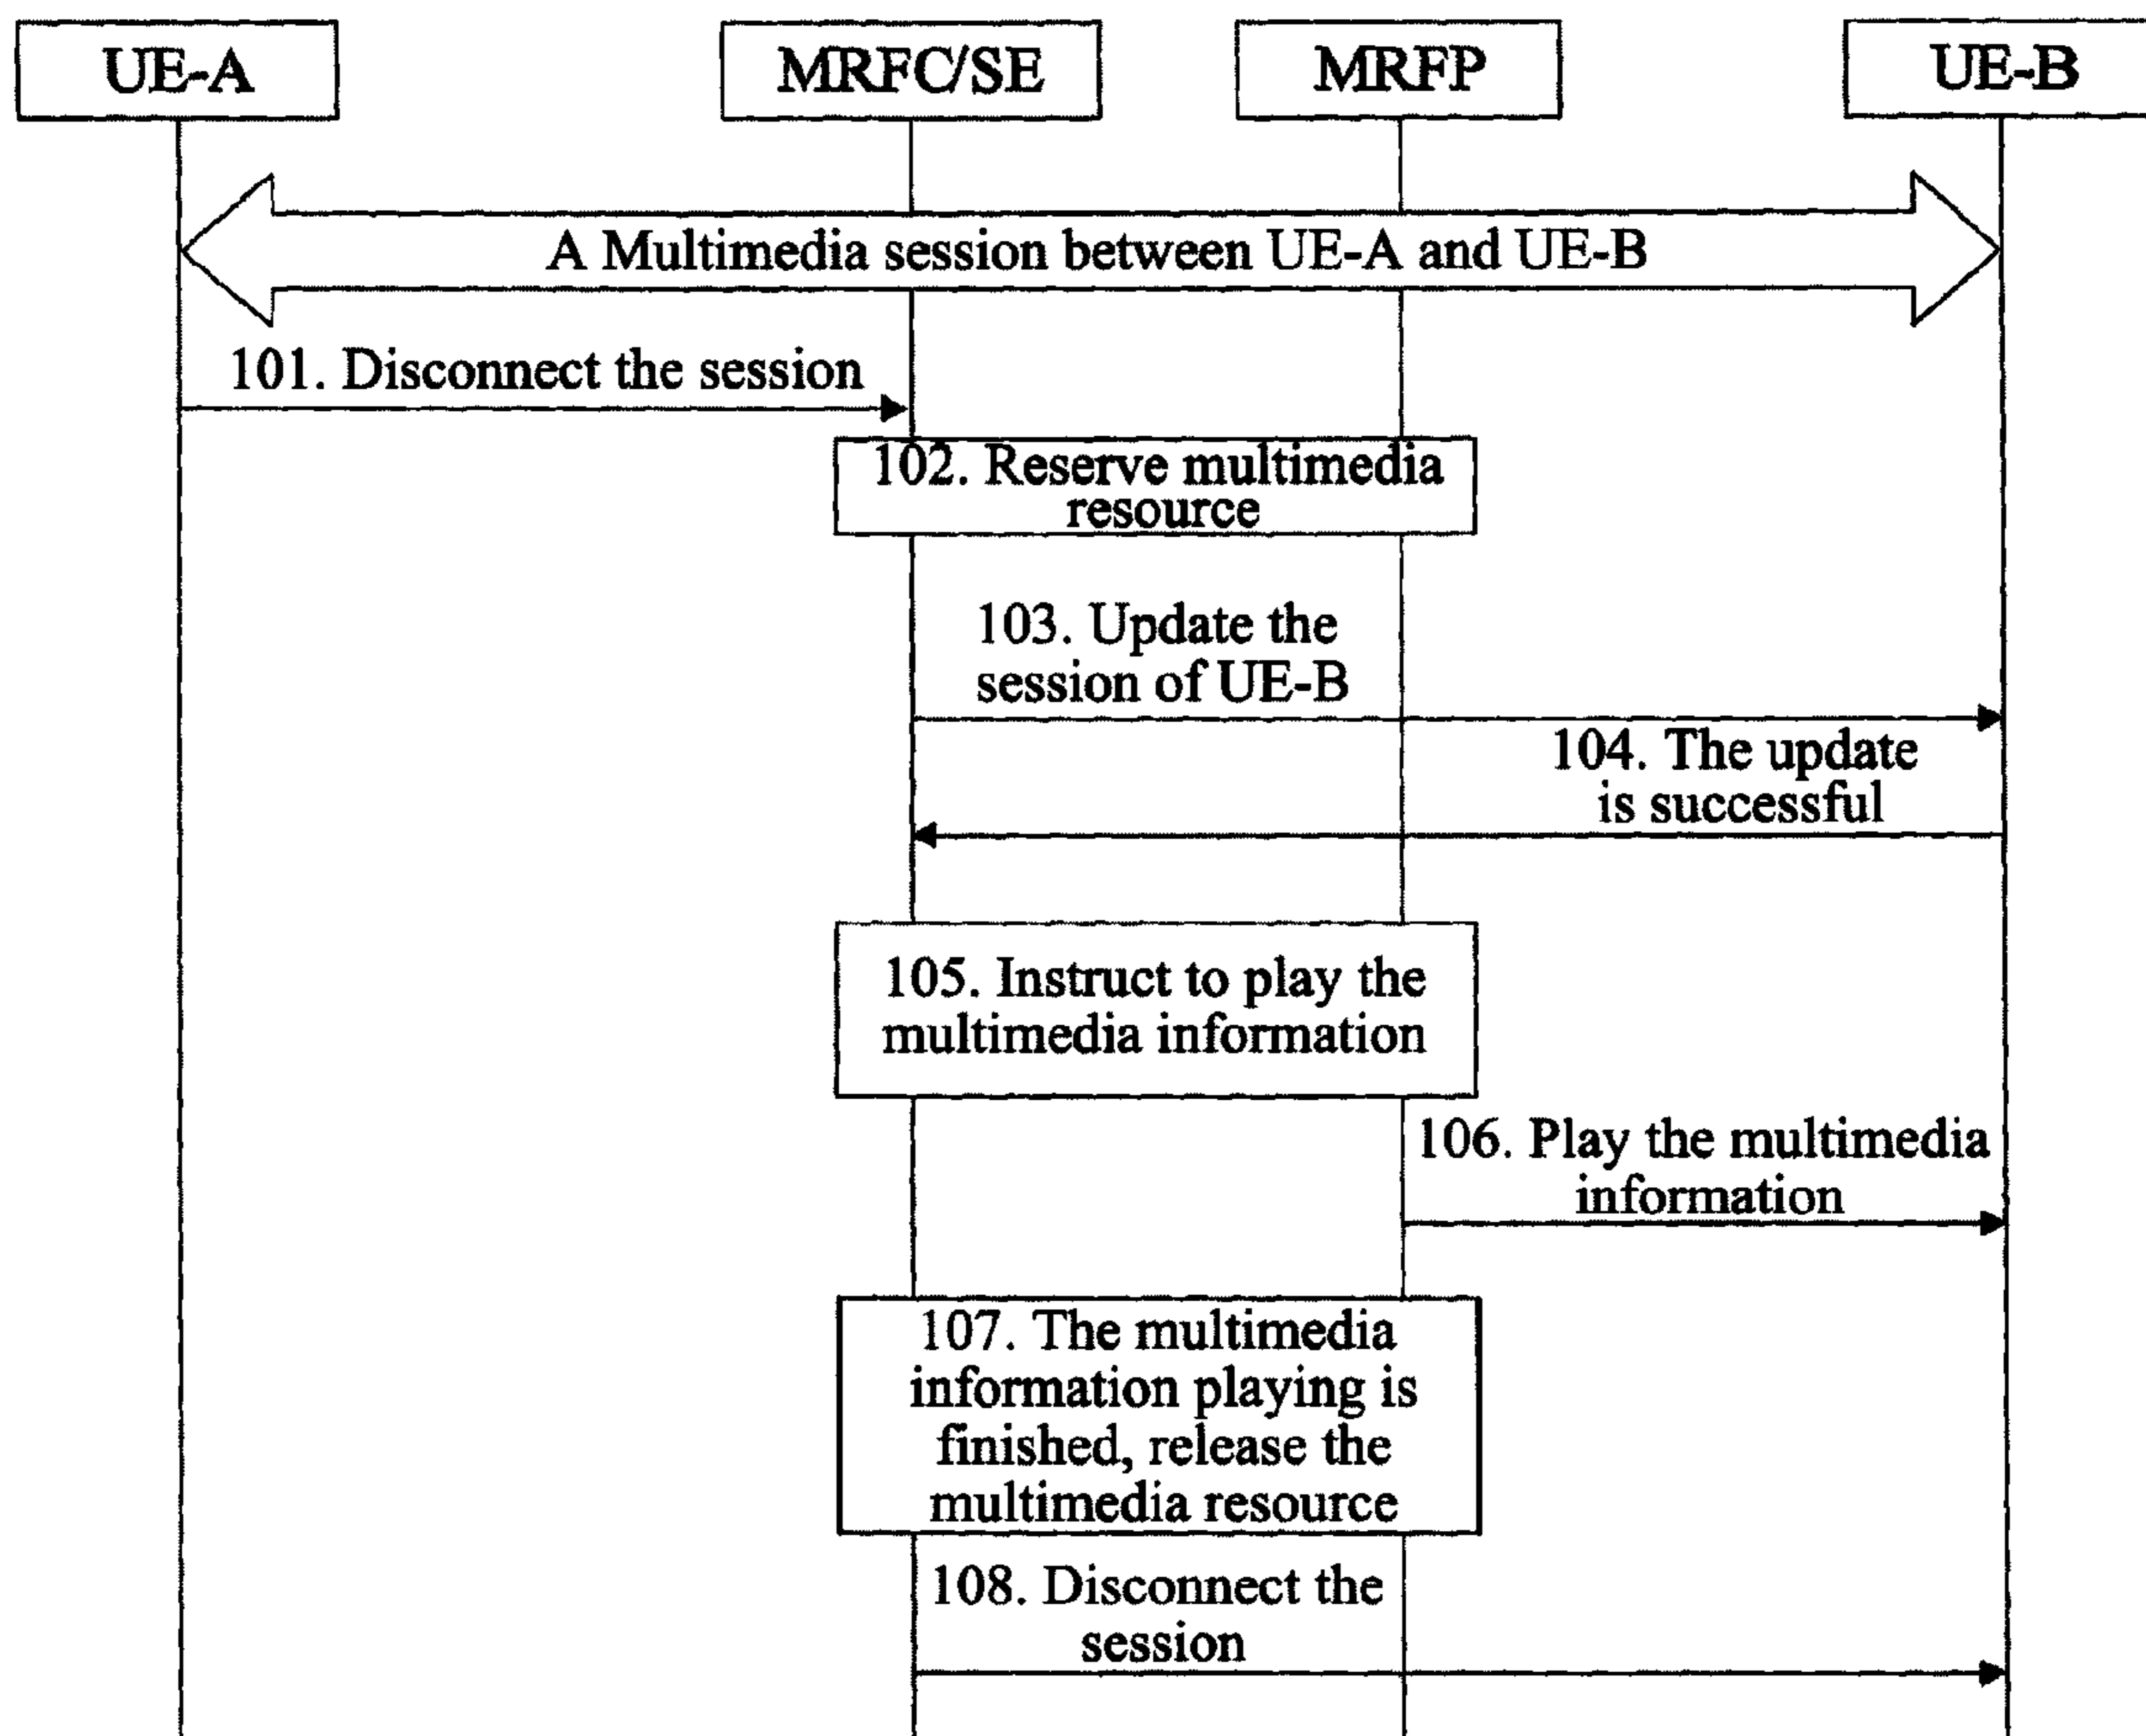 UE-A
MRFC/SE
MRFP
UE-B
A Multimedia session between UE-A and UE-B
101. Disconnect the session
102. Reserve multimedia
resource
103. Update the
session of UE-B
104. The update
is successful
105. Instruct to play the
multimedia information
106. Play the multimedia
information
107. The multimedia
information playing is
finished, release the
multimedia resource
108. Disconnect the
session